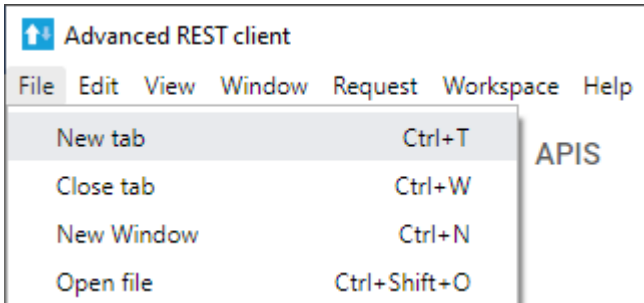 Advanced REST client
File Edit View Window Request Workspace Help
New tab Ctrl+T
APIS
Close tab Ctrl+W
New Window Ctrl+N
Open file Ctrl+Shift+O